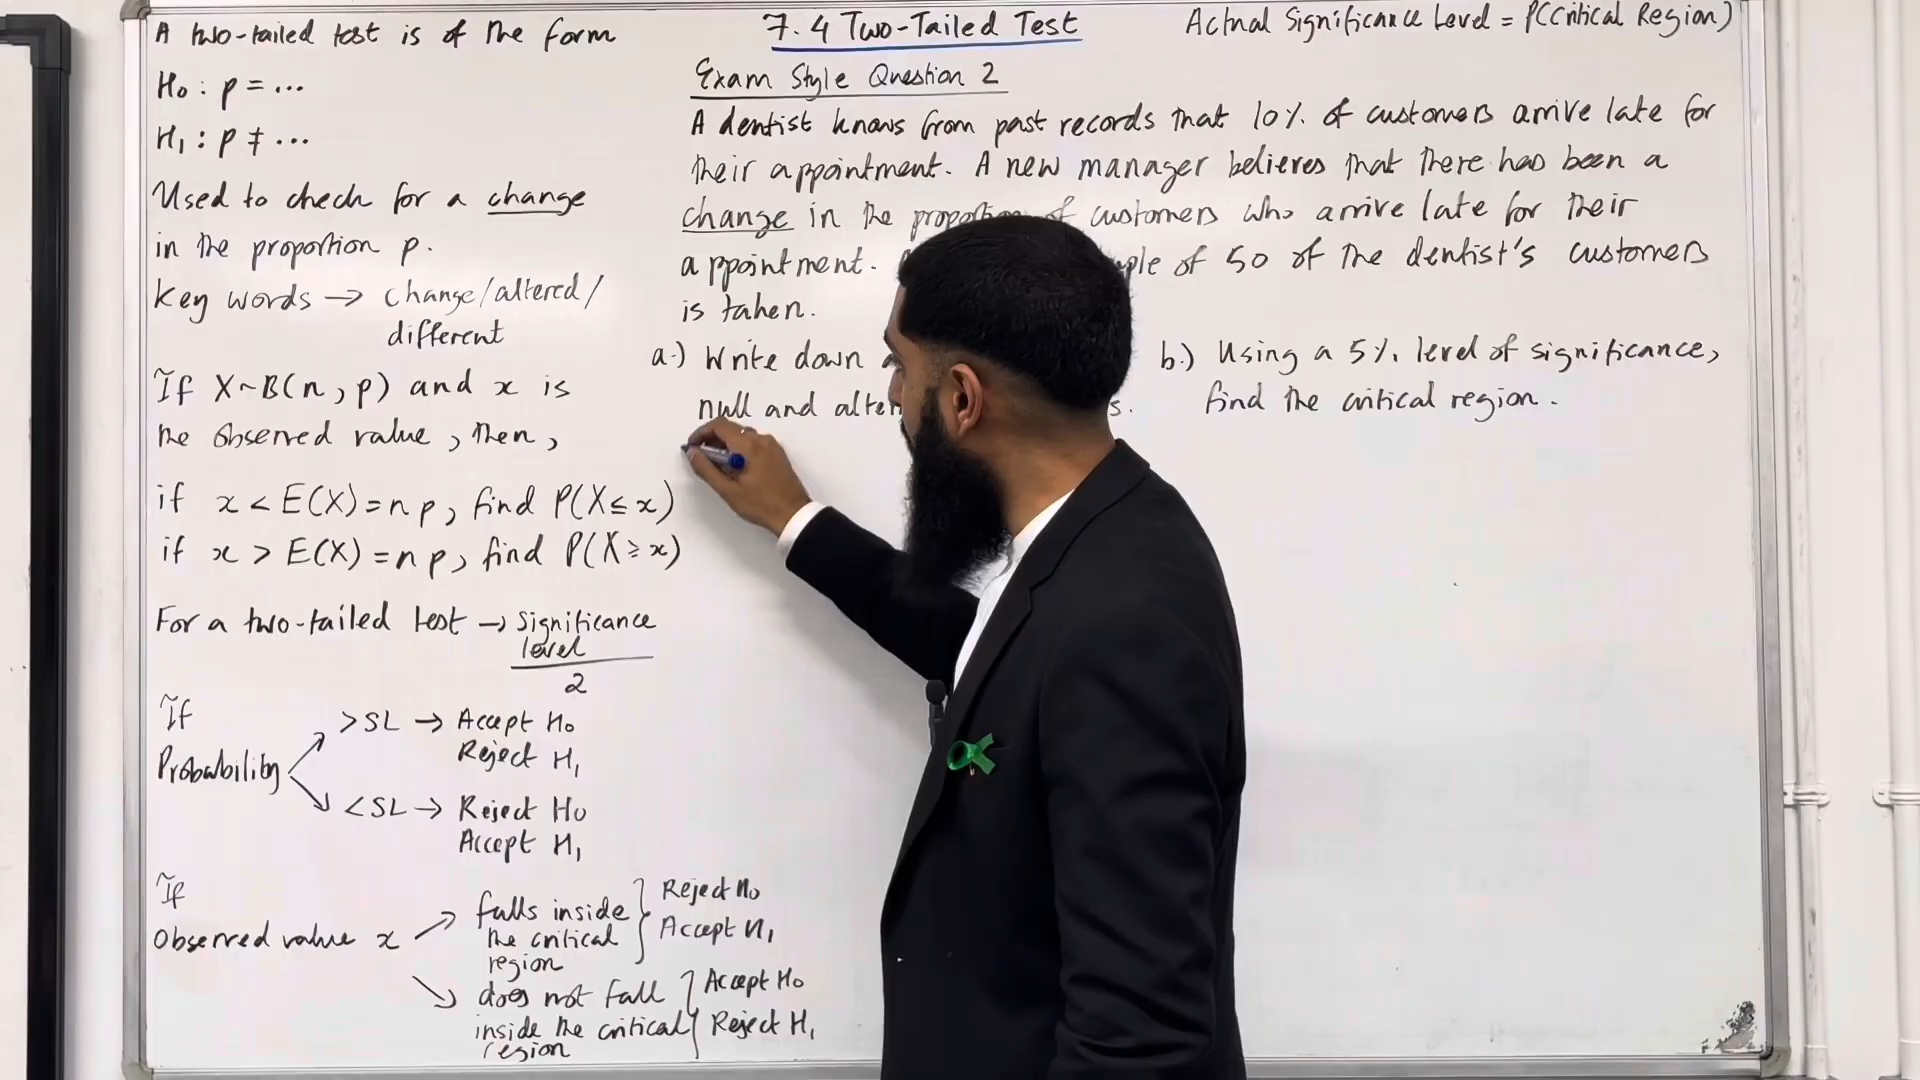 A two-tailed test is of the form
H₀ : p = ...
H₁ : p ≠ ...
Used to check for a change
in the proportion p.
Key words → change/altered/
different
If X~B(n, p) and x is
the observed value, then,
if x < E(X) = np, find P(X ≤ x)
if x > E(X) = np, find P(X ≥ x)
For a two-tailed test → significance
level
2
If
Probability
> SL → Accept H₀
Reject H₁
< SL → Reject H₀
Accept H₁
If
Observed value x
falls inside
the critical
region
Reject H₀
Accept H₁
does not fall
inside the critical
region
Accept H₀
Reject H₁
7.4 Two-Tailed Test
Actual Significance Level = P(Critical Region)
Exam Style Question 2
A dentist knows from past records that 10% of customers arrive late for
their appointment. A new manager believes that there has been a
change in the proportion of customers who arrive late for their
appointment. of 50 of the dentist's customers
is taken.
a.) Write down
null and
b.) Using a 5% level of significance,
find the critical region.